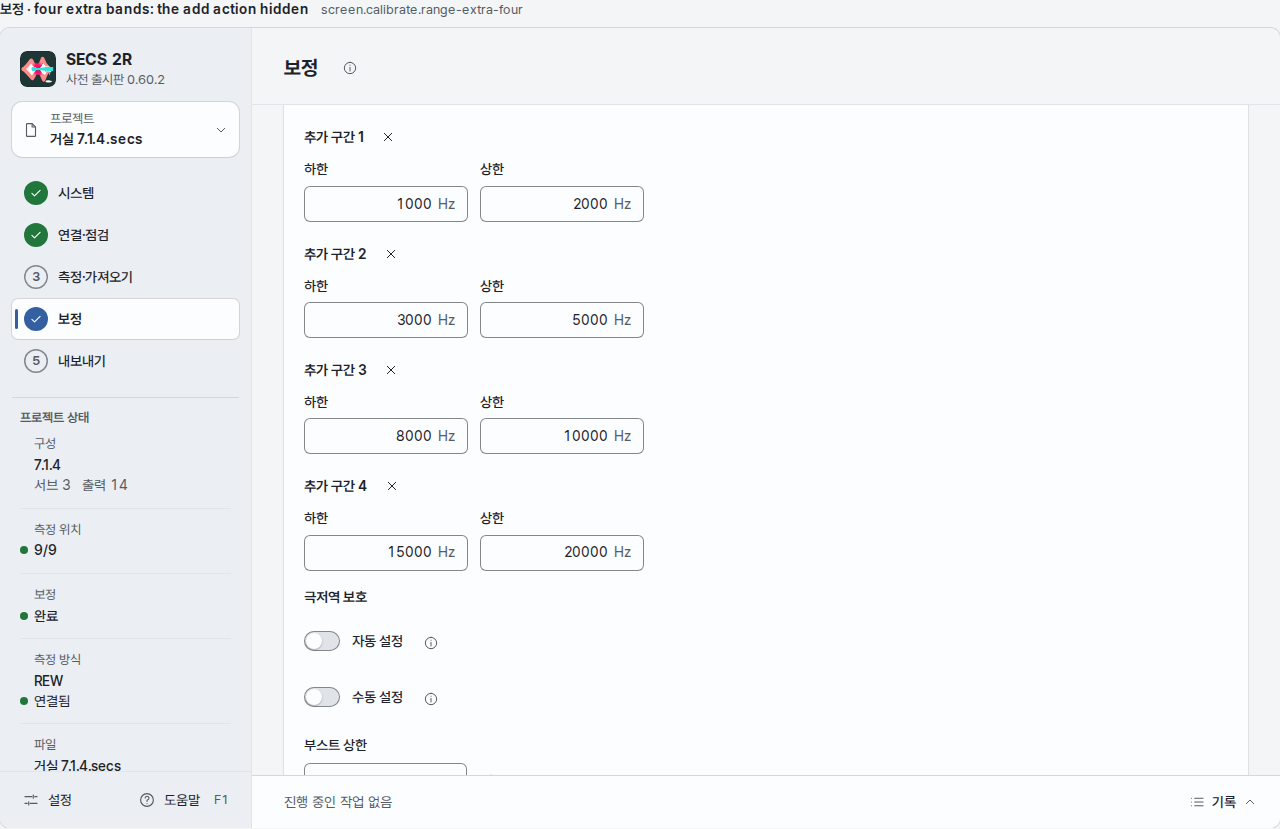 보정 · four extra bands: the add action hidden screen.calibrate.range-extra-four
SECS 2R
사전 출시판 0.60.2
프로젝트
거실 7.1.4.secs
시스템
연결·점검
3 측정·가져오기
보정
5 내보내기
프로젝트 상태
구성
7.1.4
서브 3 출력 14
측정 위치
9/9
보정
완료
측정 방식
REW
연결됨
파일
거실 7.1.4.secs
설정
도움말 F1
보정
추가 구간 1
하한 상한
1000 Hz 2000 Hz
추가 구간 2
하한 상한
3000 Hz 5000 Hz
추가 구간 3
하한 상한
8000 Hz 10000 Hz
추가 구간 4
하한 상한
15000 Hz 20000 Hz
극저역 보호
자동 설정
수동 설정
부스트 상한
진행 중인 작업 없음
기록